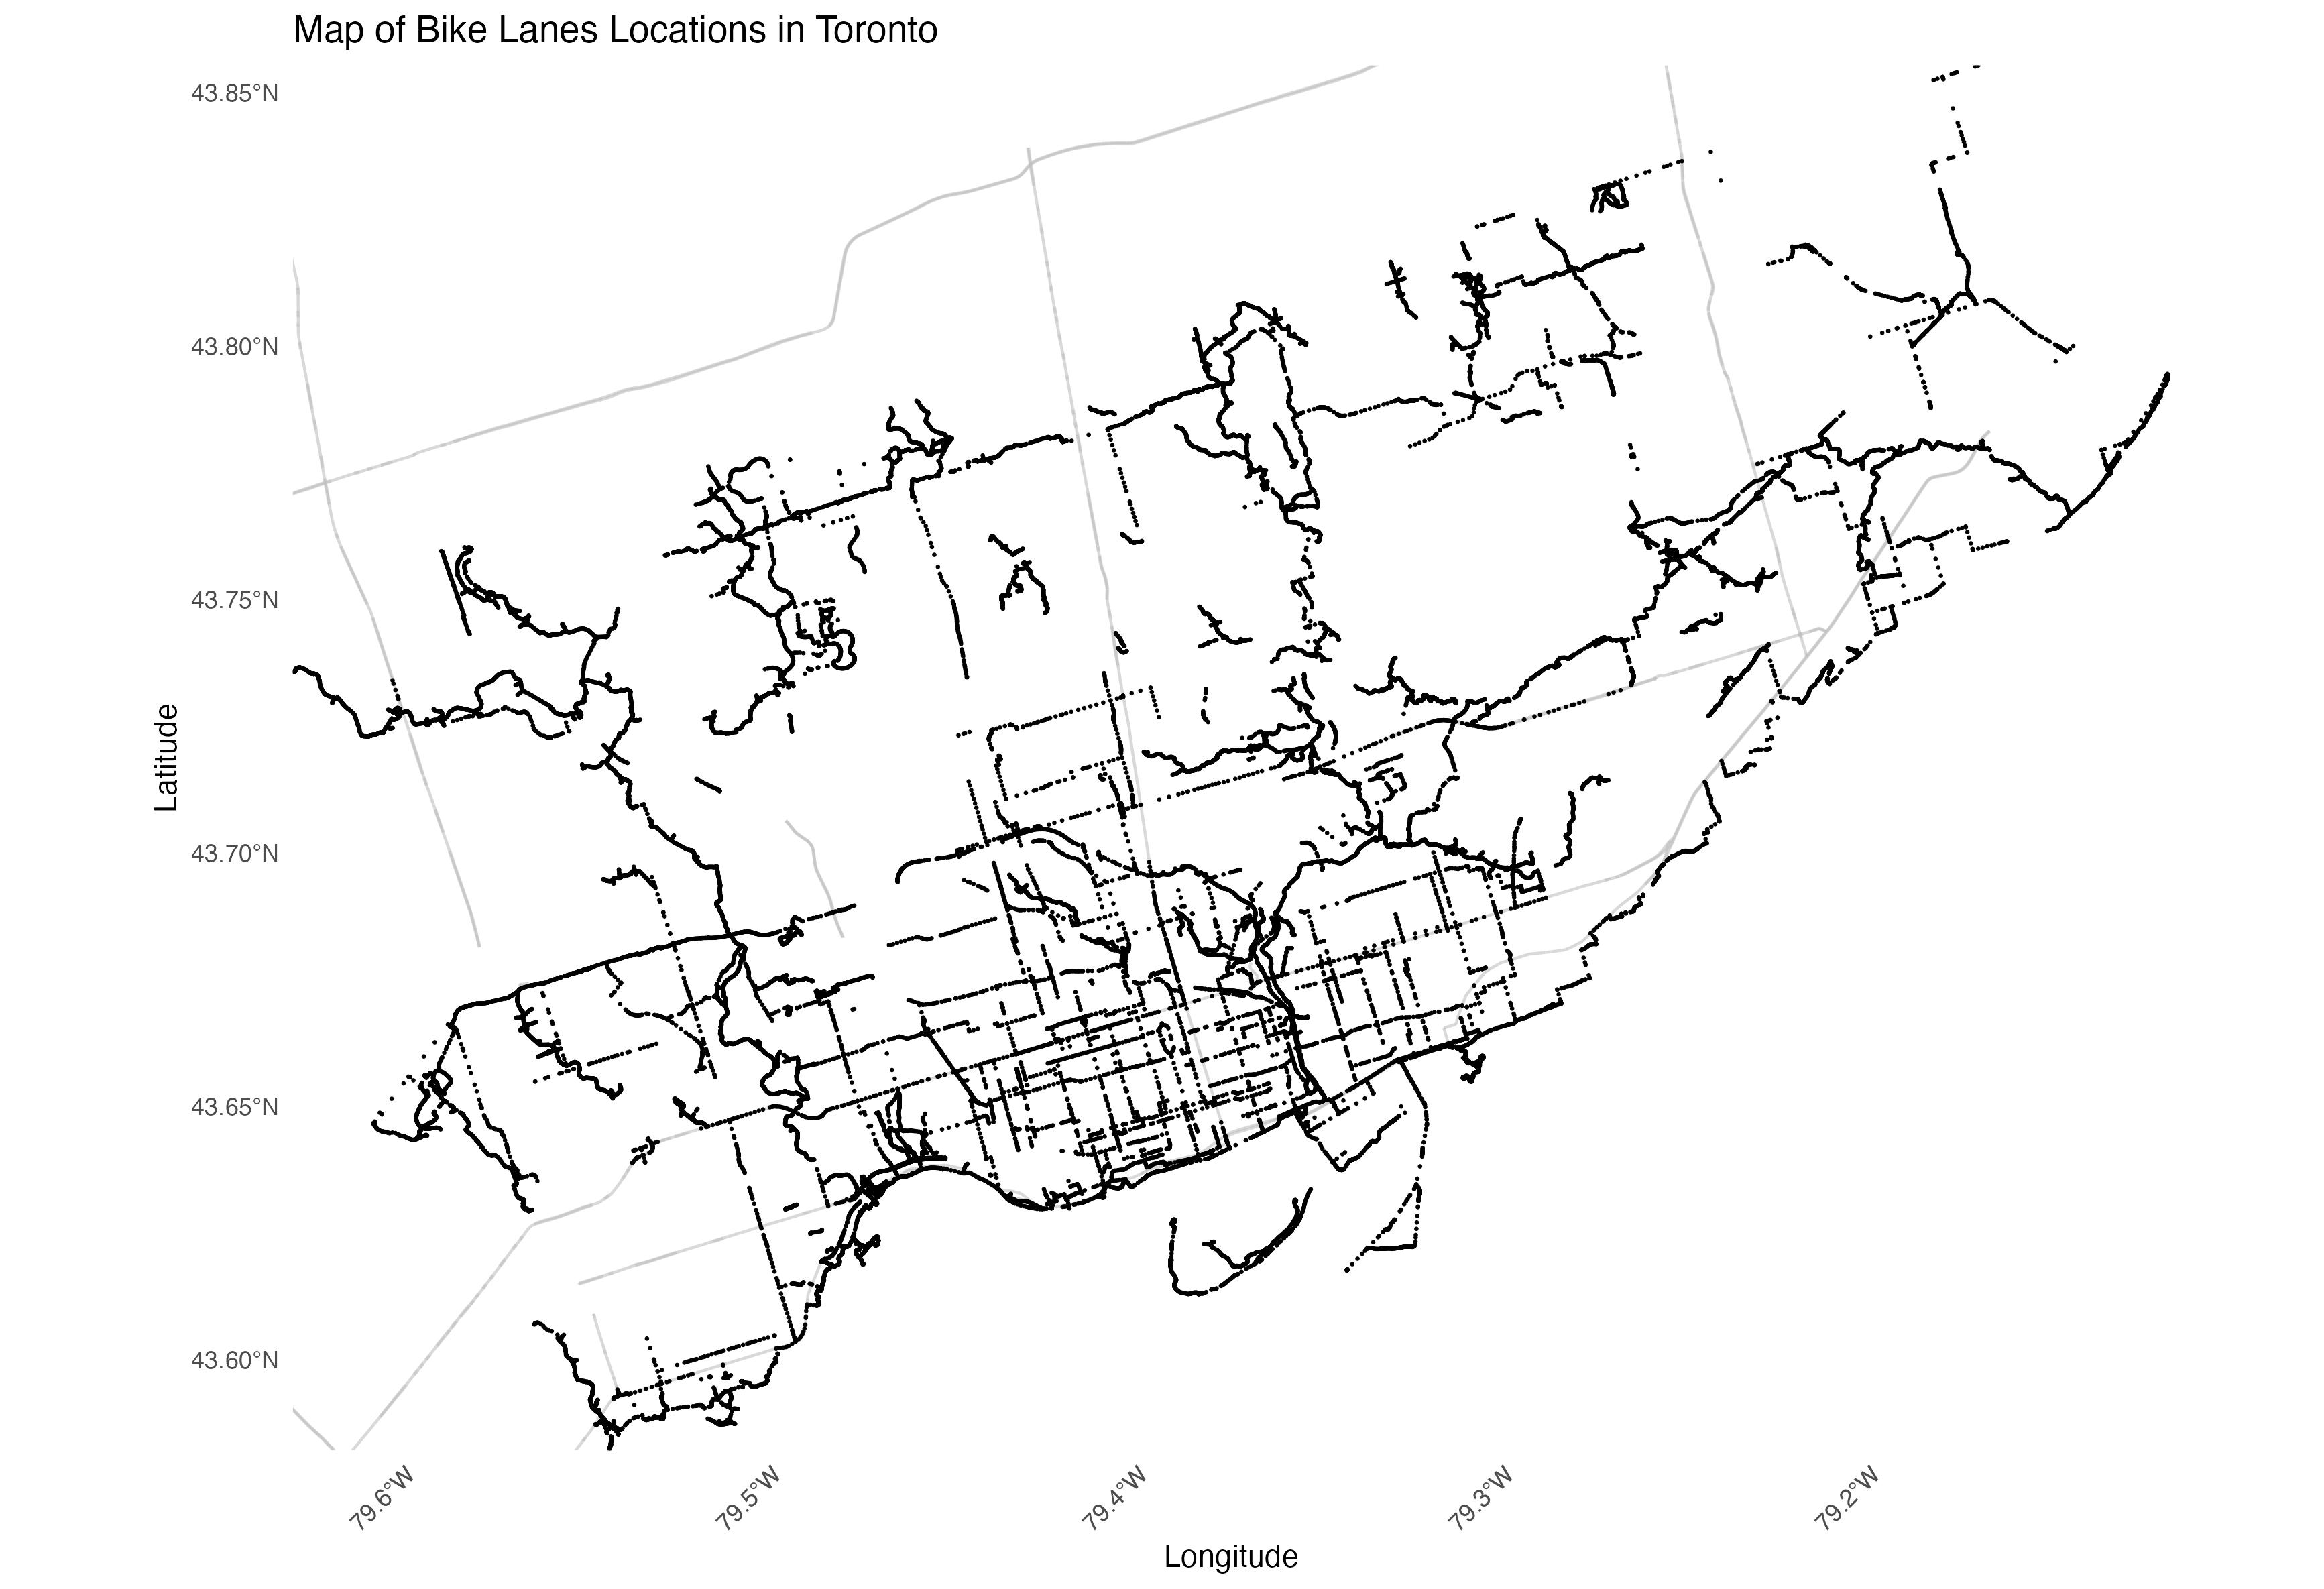 Map of Bike Lanes Locations in Toronto
43.85°N
43.80°N
43.75°N
43.70°N
43.65°N
43.60°N
Latitude
79.6°W
79.5°W
79.4°W
79.3°W
79.2°W
Longitude